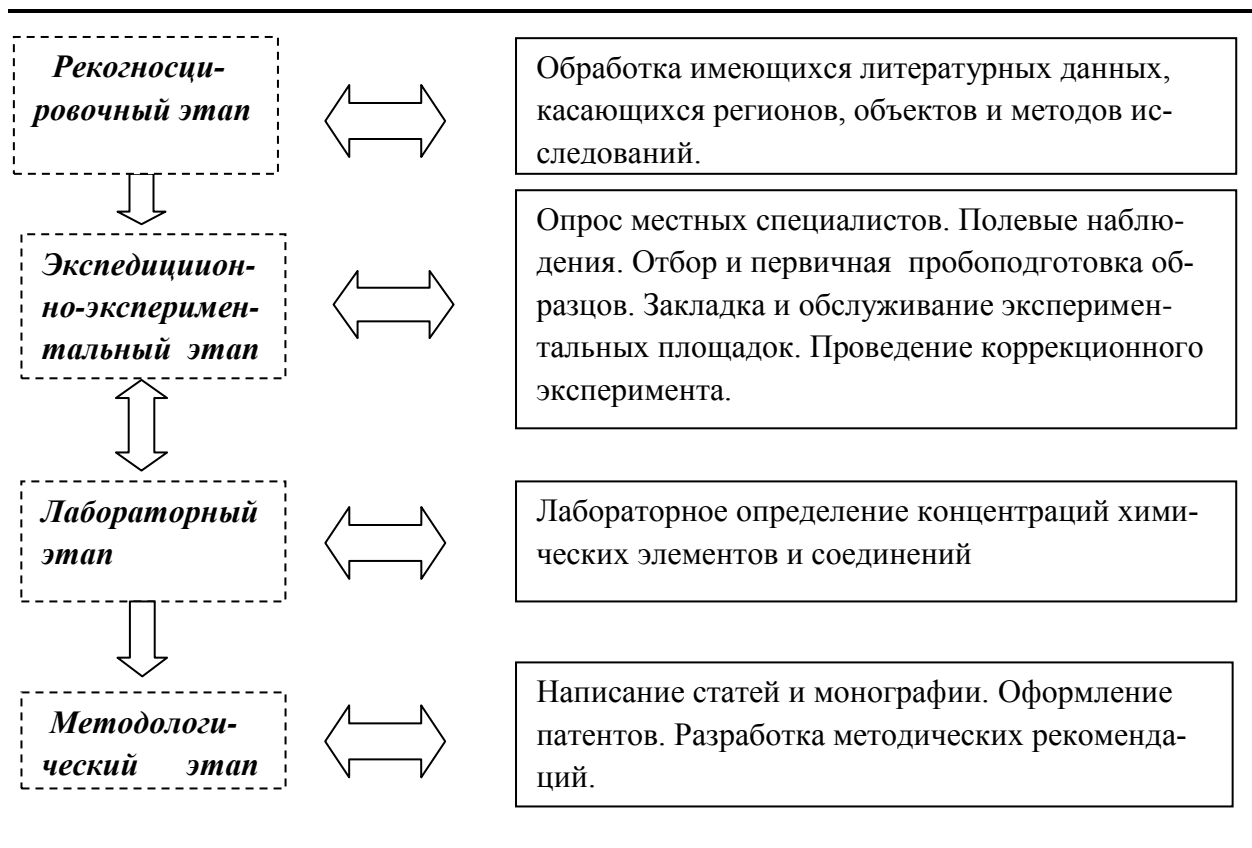 Рекогносци-
ровочный этап
Обработка имеющихся литературных данных,
касающихся регионов, объектов и методов ис-
следований.
Экспедициион-
но-эксперимен-
тальный этап
Опрос местных специалистов. Полевые наблю-
дения. Отбор и первичная пробоподготовка об-
разцов. Закладка и обслуживание эксперимен-
тальных площадок. Проведение коррекционного
эксперимента.
Лабораторный
этап
Лабораторное определение концентраций хими-
ческих элементов и соединений
Методологи-
ческий этап
Написание статей и монографии. Оформление
патентов. Разработка методических рекоменда-
ций.